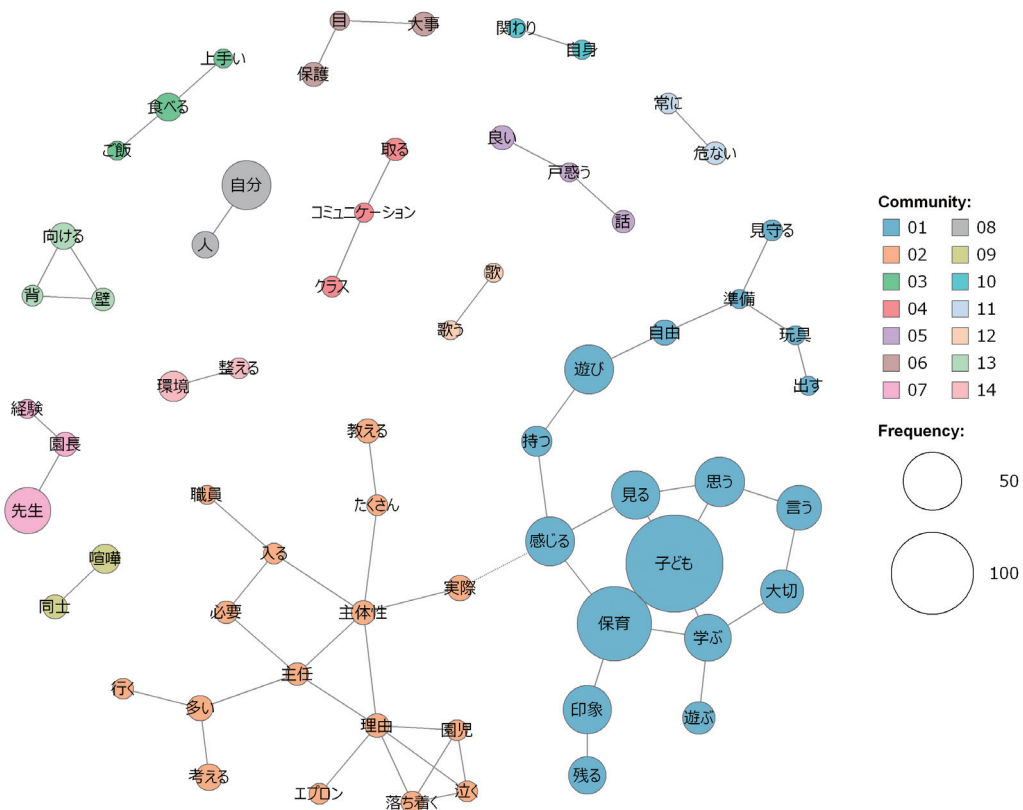 目
大事
保護
関わり
自身
上手い
食べる
ご飯
常に
危ない
取る
コミュニケーション
クラス
良い
戸惑う
話
自分
人
向ける
背
壁
歌
歌う
見守る
準備
自由
玩具
出す
遊び
持つ
整える
環境
経験
園長
先生
喧嘩
同士
教える
たくさん
職員
入る
必要
主体性
実際
主任
行く
多い
考える
理由
園児
エプロン
落ち着く
泣く
見る
思う
言う
感じる
子ども
大切
保育
学ぶ
印象
遊ぶ
残る
Community:
01
02
03
04
05
06
07
08
09
10
11
12
13
14
Frequency:
50
100